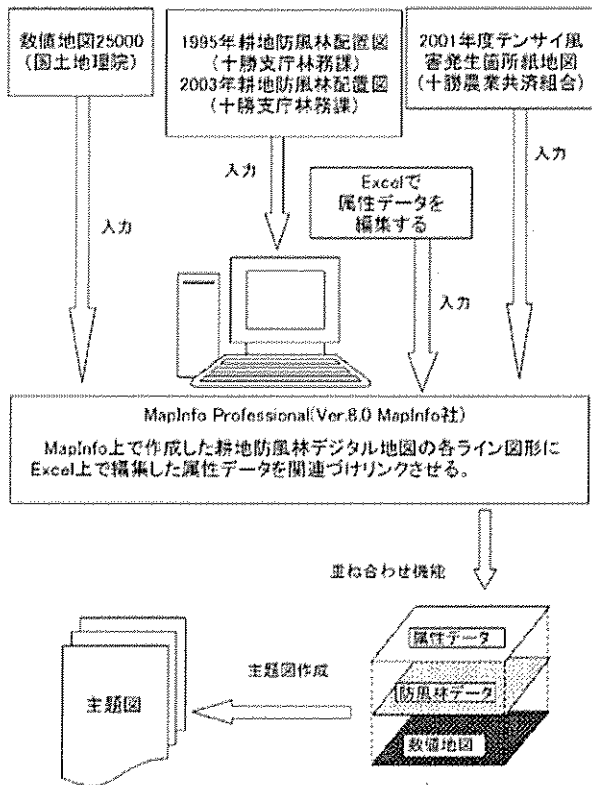 数値地図25000
(国土地理院)
1995年耕地防風林配置図
(十勝支庁林務課)
2003年耕地防風林配置図
(十勝支庁林務課)
2001年度テンサイ風
害発生箇所紙地図
(十勝農業共済組合)
入力
Excelで
属性データを
編集する
入力
入力
入力
MapInfo Professional(Ver.8.0 MapInfo社)
MapInfo上で作成した耕地防風林デジタル地図の各ライン図形に
Excel上で編集した属性データを関連づけリンクさせる。
重ね合わせ機能
属性データ
防風林データ
数値地図
主題図作成
主題図